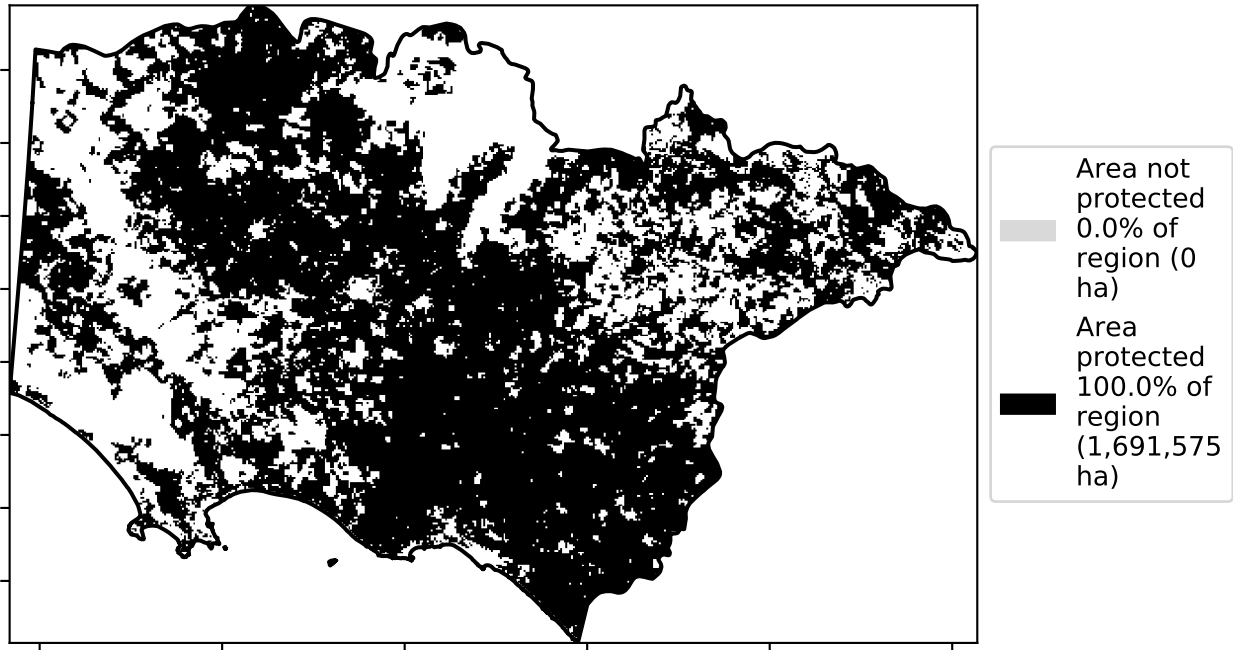 Area not
protected
0.0% of
region (0
ha)
Area
protected
100.0% of
region
(1,691,575
ha)